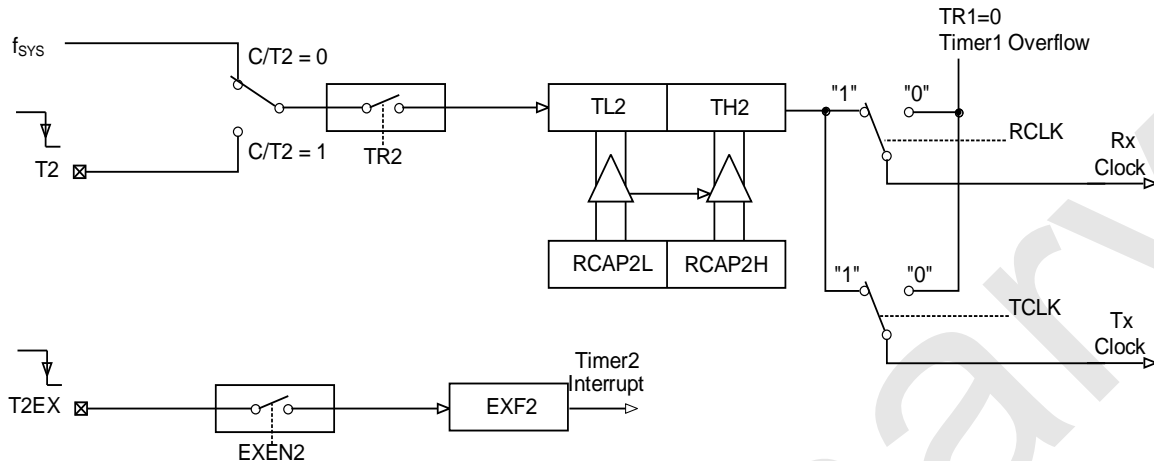 TR1=0
Timer1 Overflow
fSYS
C/T2 = 0
"1"
"0"
TL2
TH2
RCLK
Rx
Clock
C/T2 = 1
T2
TR2
RCAP2L
RCAP2H
"1"
"0"
TCLK
Tx
Clock
Timer2
Interrupt
T2EX
EXF2
EXEN2